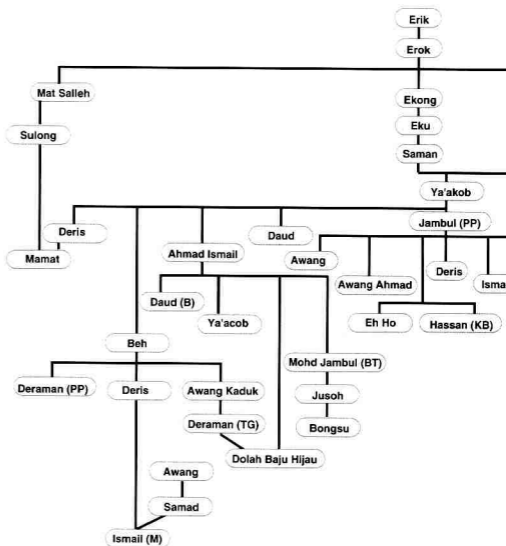 Erik
Erok
Mat Salleh
Ekong
Sulong
Eku
Saman
Ya'akob
Jambul (PP)
Deris
Daud
Mamat
Ahmad Ismail
Awang
Deris
Awang Ahmad
Daud (B)
Ya'acob
Eh Ho
Hassan (KB)
Beh
Mohd Jambul (BT)
Deraman (PP)
Deris
Awang Kaduk
Jusoh
Deraman (TG)
Bongsu
Dolah Baju Hijau
Awang
Samad
Ismail (M)